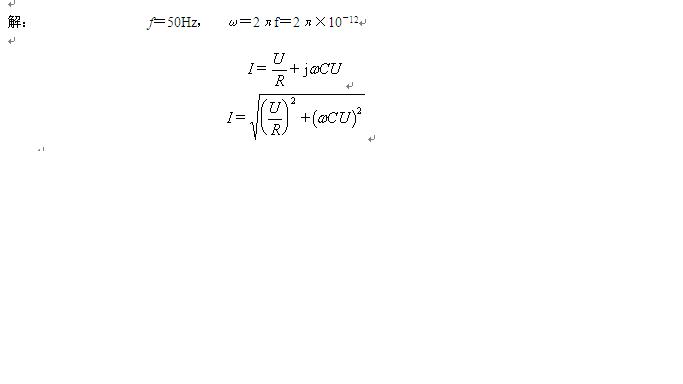 解: f=50Hz, ω=2πf=2π×10⁻¹²
I = U/R + jωCU
I = √((U/R)² + (ωCU)²)